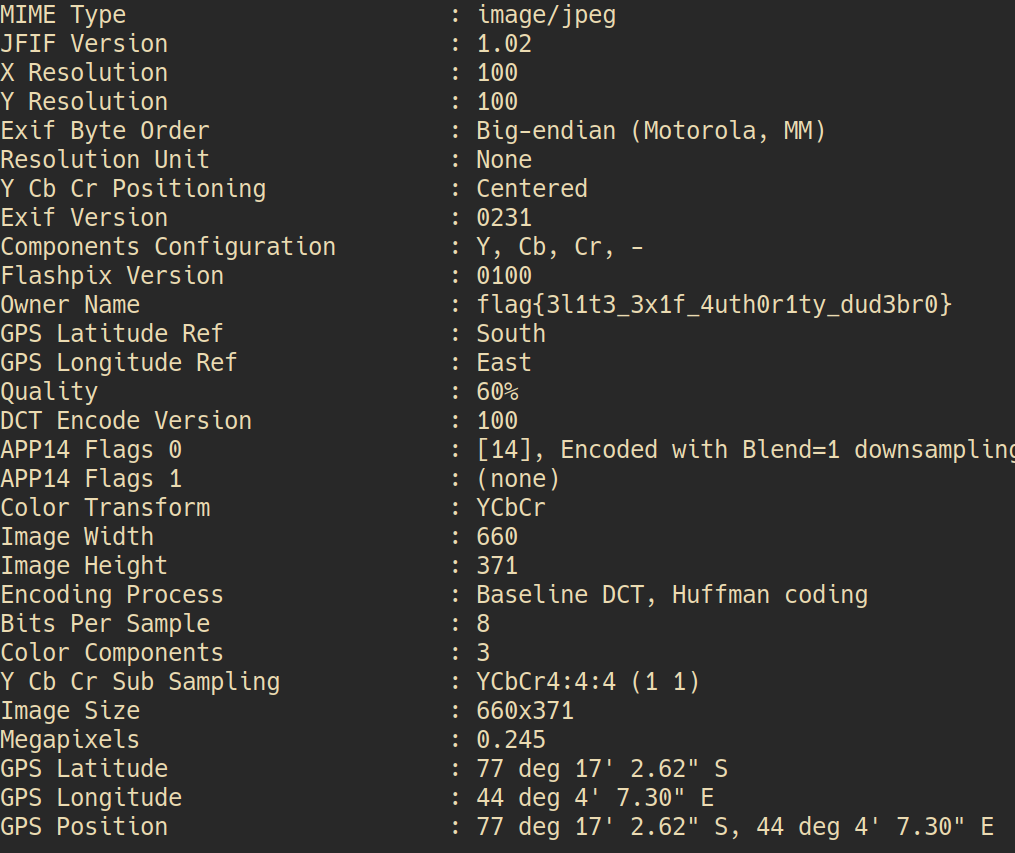 MIME Type : image/jpeg
JFIF Version : 1.02
X Resolution : 100
Y Resolution : 100
Exif Byte Order : Big-endian (Motorola, MM)
Resolution Unit : None
Y Cb Cr Positioning : Centered
Exif Version : 0231
Components Configuration : Y, Cb, Cr, -
Flashpix Version : 0100
Owner Name : flag{3l1t3_3x1f_4uth0r1ty_dud3br0}
GPS Latitude Ref : South
GPS Longitude Ref : East
Quality : 60%
DCT Encode Version : 100
APP14 Flags 0 : [14], Encoded with Blend=1 downsampling
APP14 Flags 1 : (none)
Color Transform : YCbCr
Image Width : 660
Image Height : 371
Encoding Process : Baseline DCT, Huffman coding
Bits Per Sample : 8
Color Components : 3
Y Cb Cr Sub Sampling : YCbCr4:4:4 (1 1)
Image Size : 660x371
Megapixels : 0.245
GPS Latitude : 77 deg 17' 2.62" S
GPS Longitude : 44 deg 4' 7.30" E
GPS Position : 77 deg 17' 2.62" S, 44 deg 4' 7.30" E